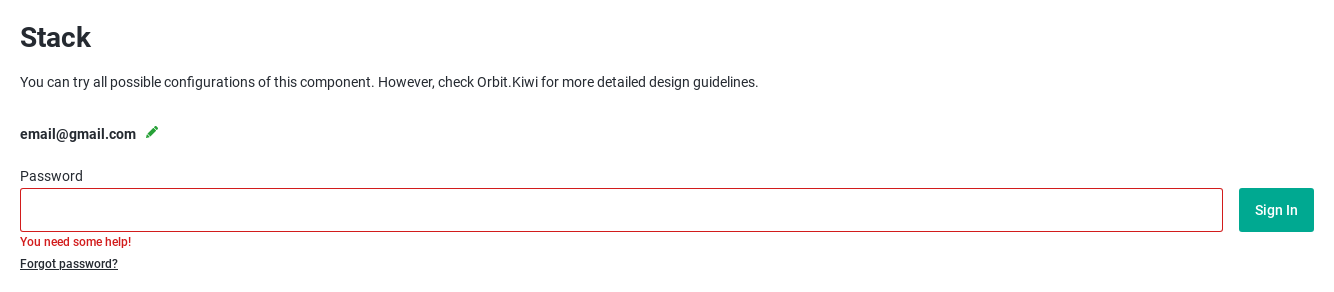 Stack
You can try all possible configurations of this component. However, check Orbit.Kiwi for more detailed design guidelines.
email@gmail.com
Password
Sign In
You need some help!
Forgot password?